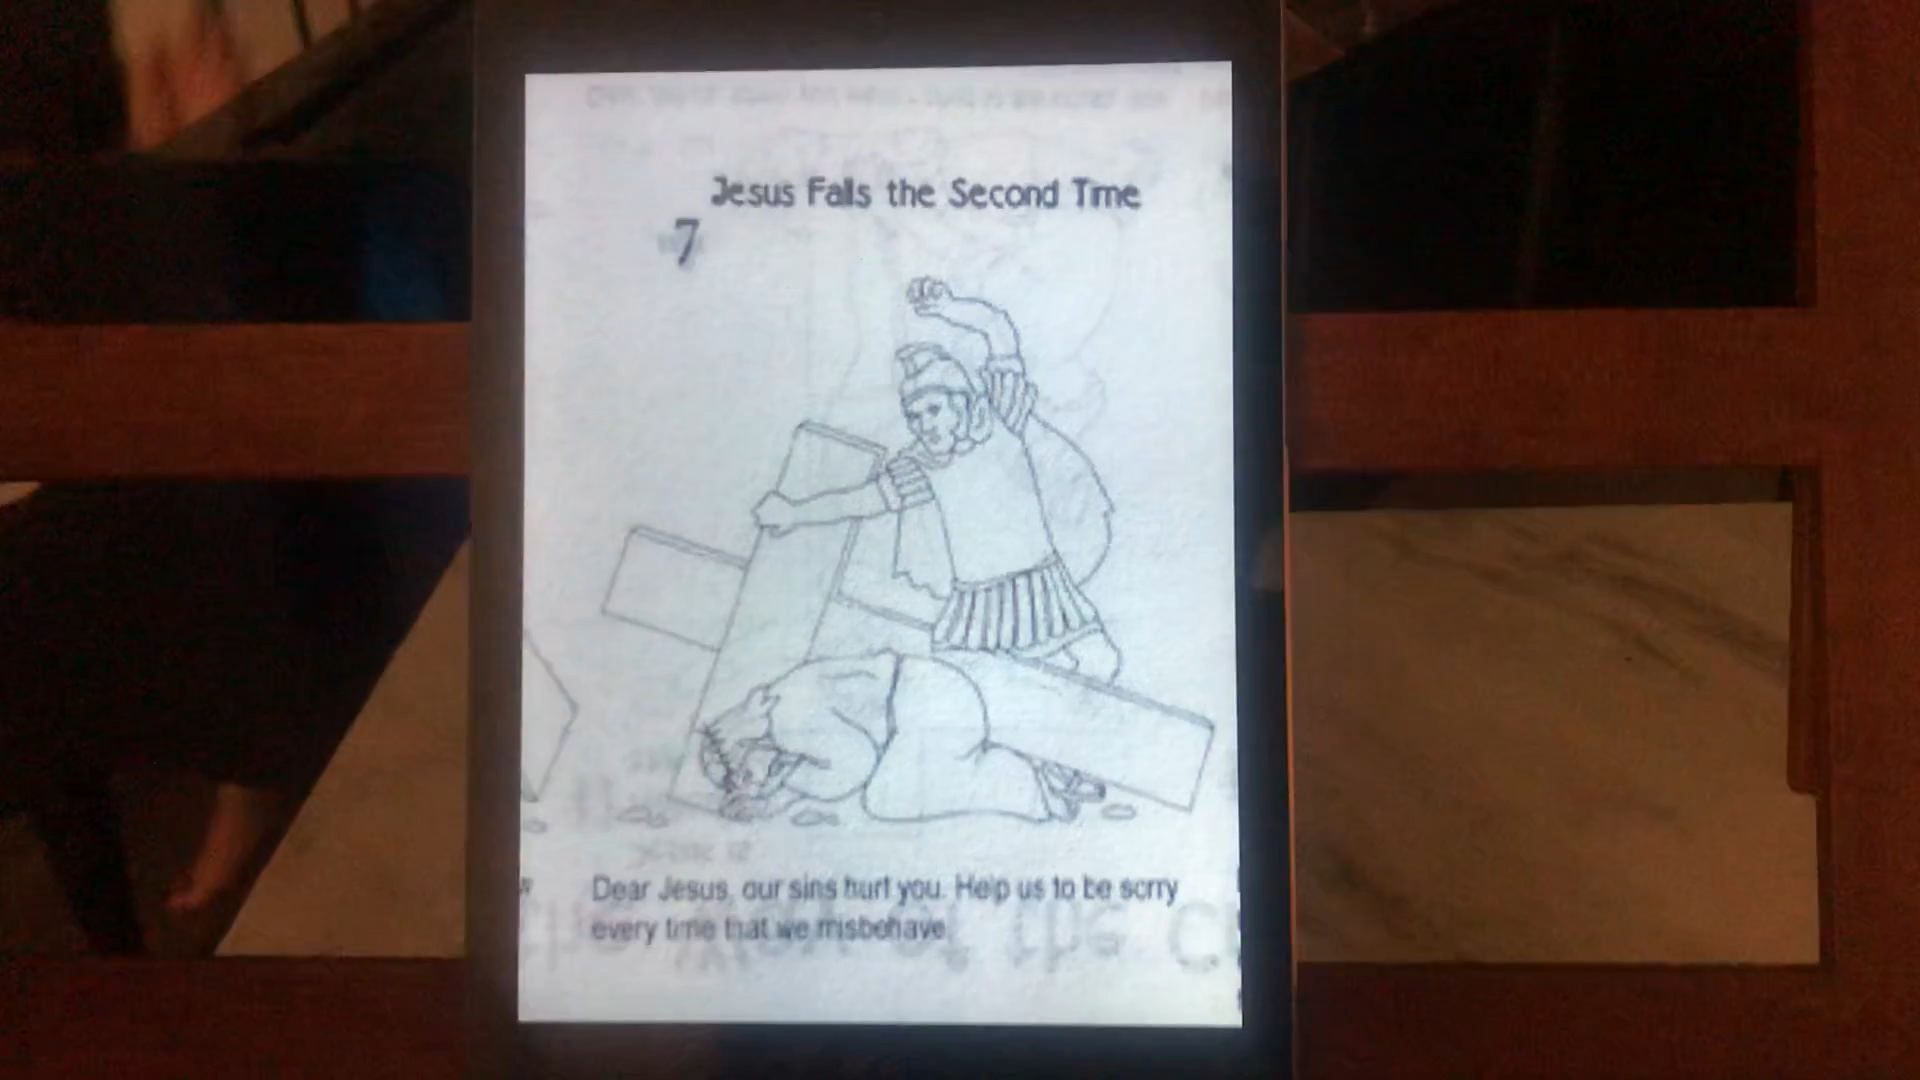 Jesus Falls the Second Time
7
Dear Jesus, our sins hurt you. Help us to be sorry
every time that we misbehave.